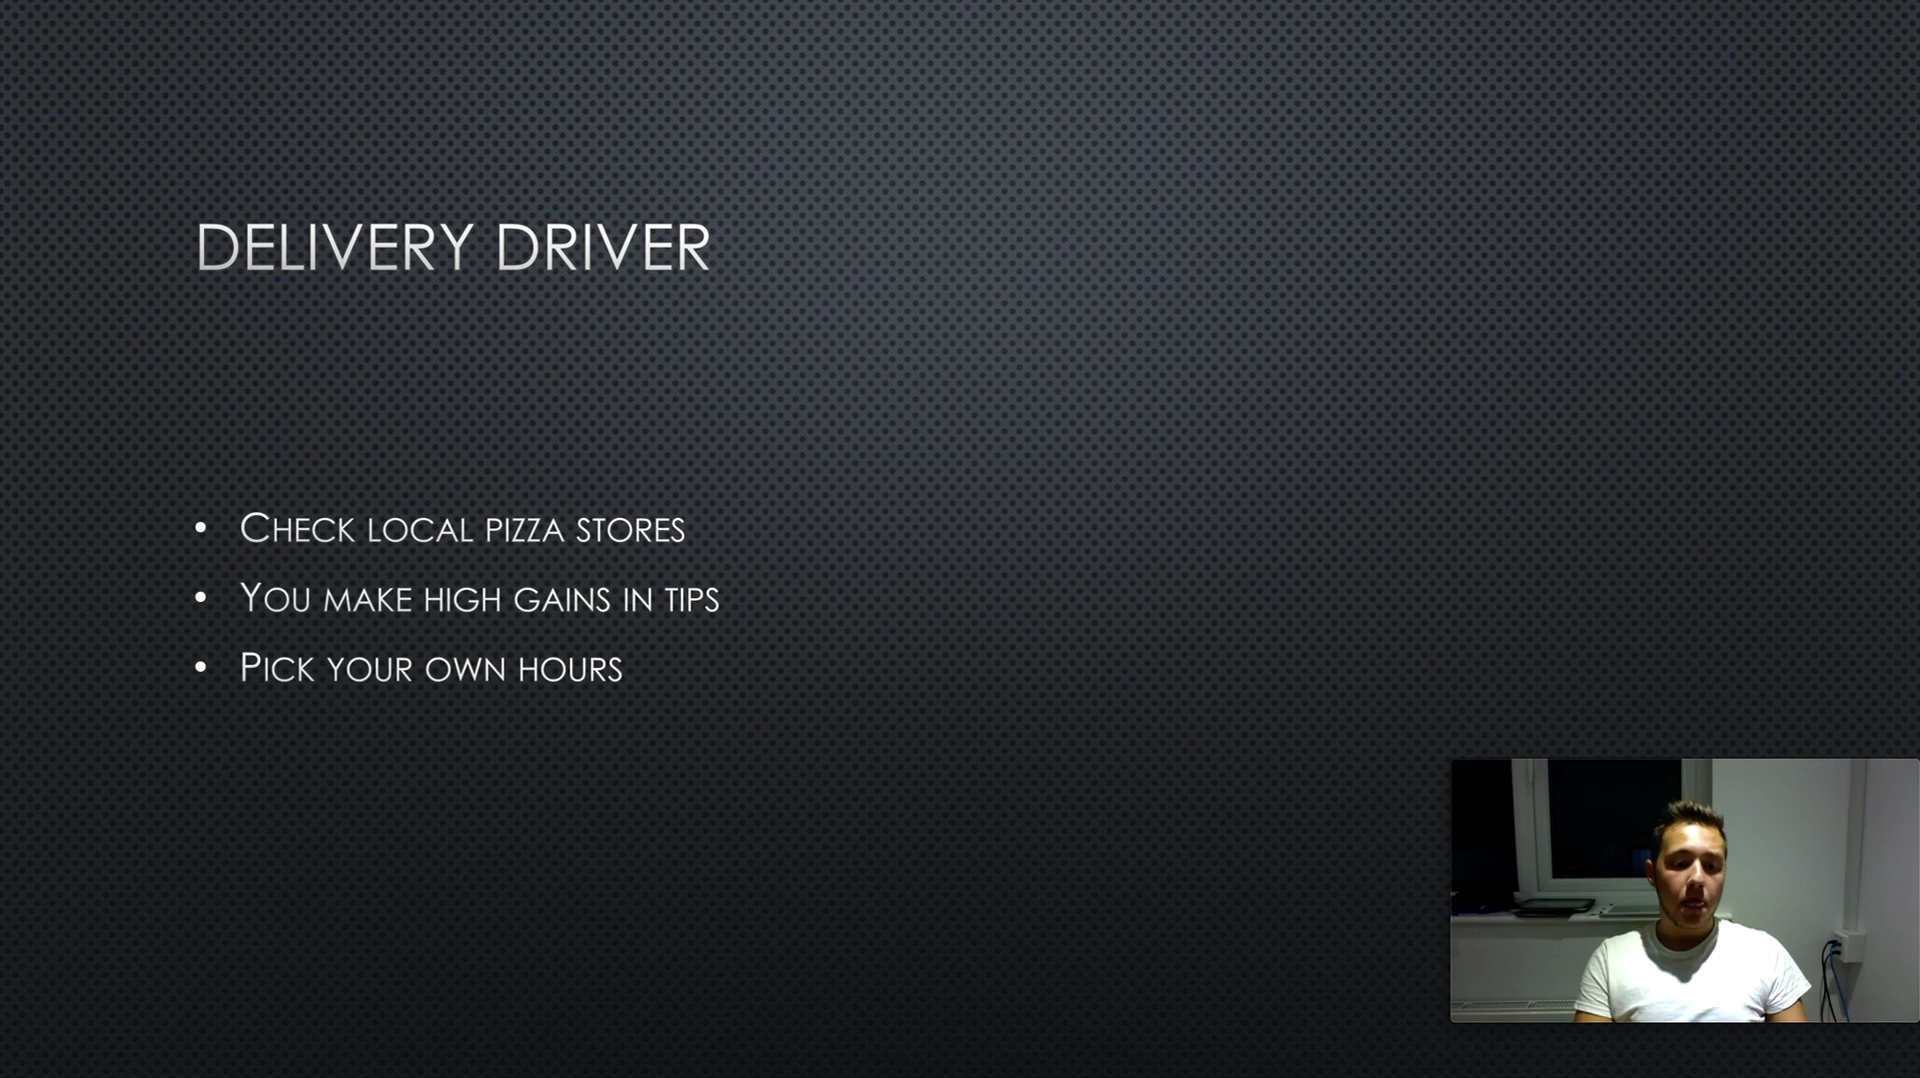 DELIVERY DRIVER
• CHECK LOCAL PIZZA STORES
• YOU MAKE HIGH GAINS IN TIPS
• PICK YOUR OWN HOURS